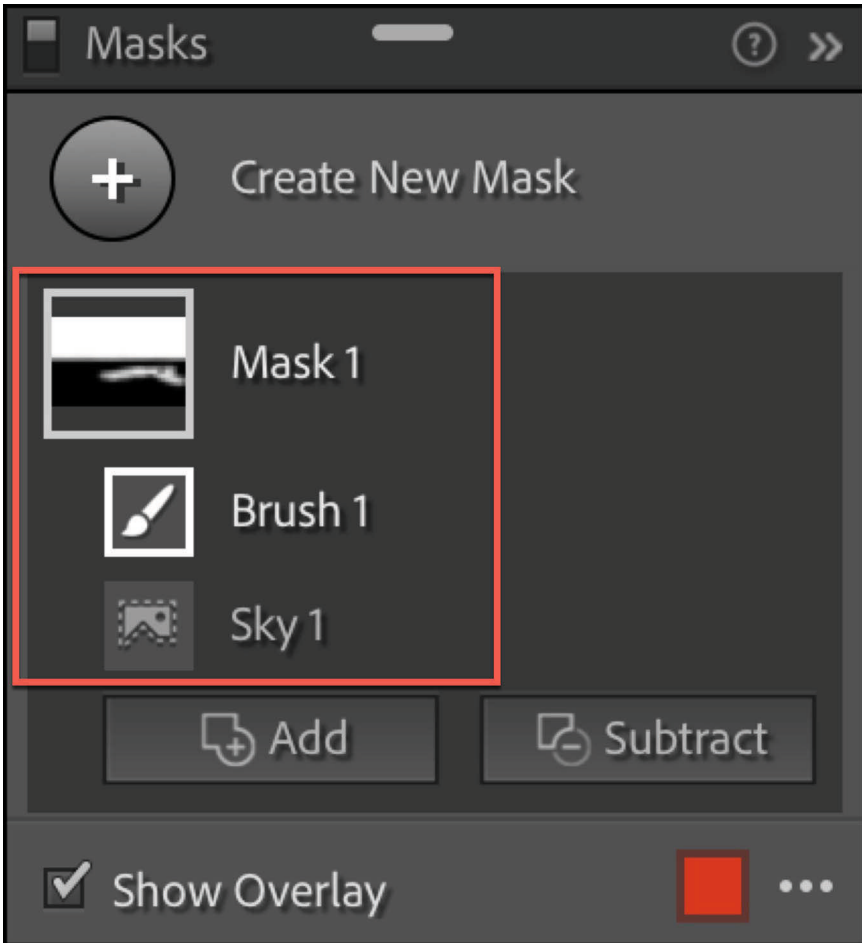 Masks
Create New Mask
Mask 1
Brush 1
Sky 1
Add Subtract
Show Overlay